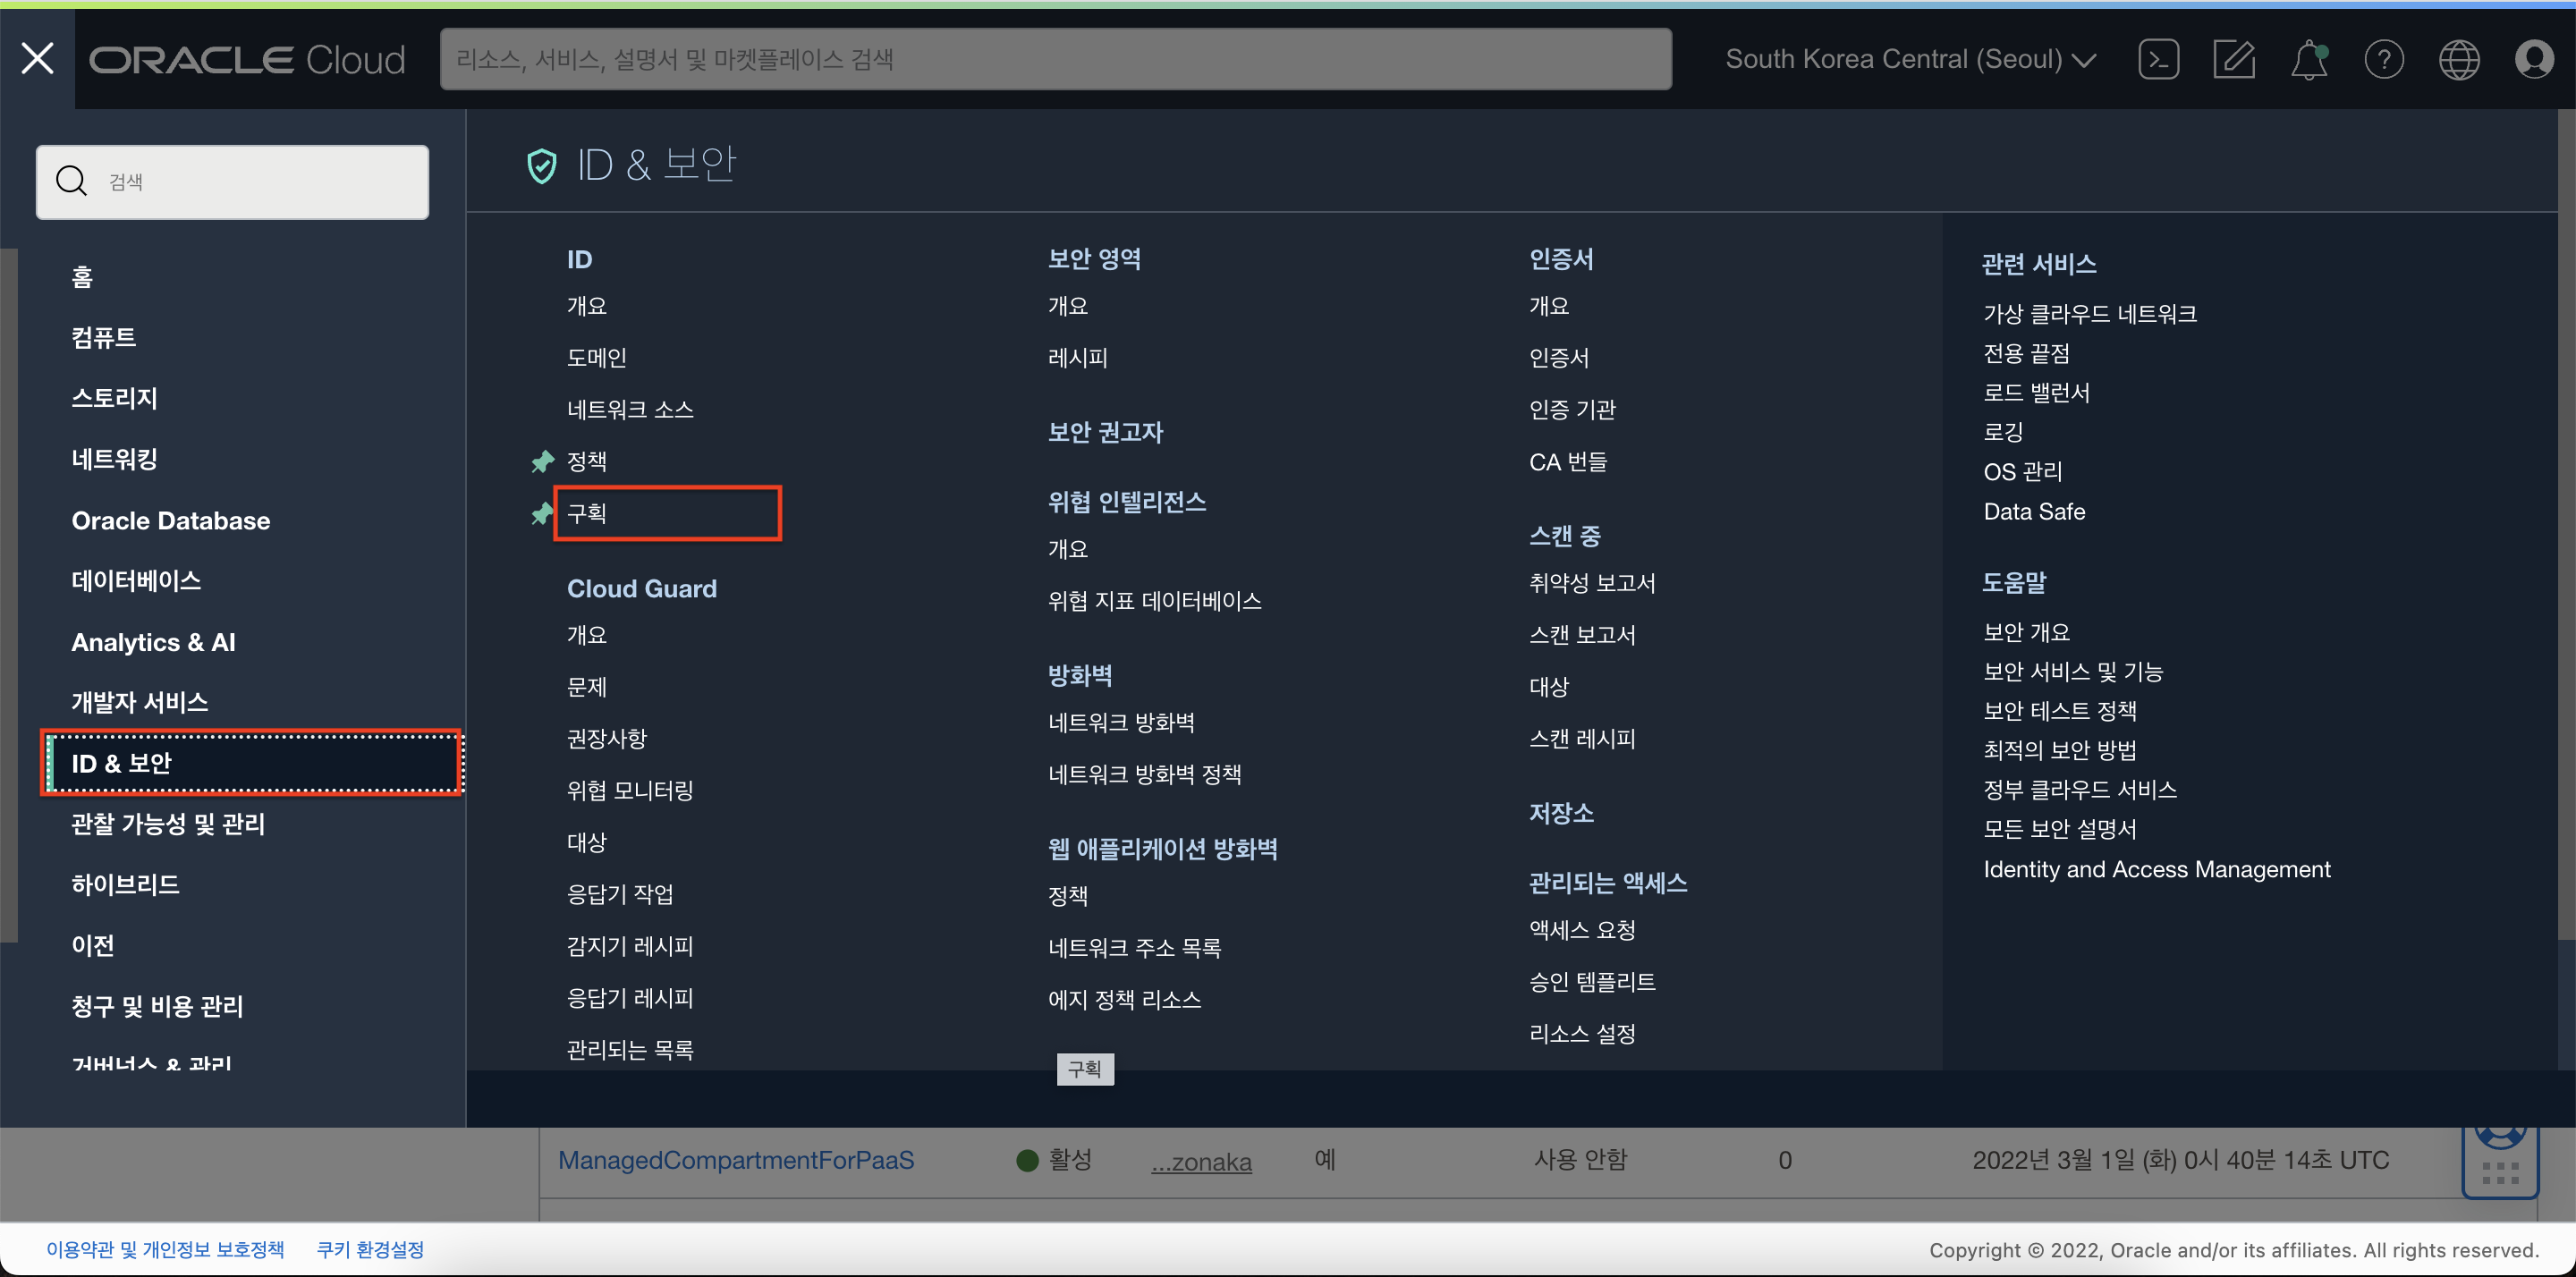 ORACLE Cloud
리소스, 서비스, 설명서 및 마켓플레이스 검색
South Korea Central (Seoul)
검색
홈
컴퓨트
스토리지
네트워킹
Oracle Database
데이터베이스
Analytics & AI
개발자 서비스
ID & 보안
관찰 가능성 및 관리
하이브리드
이전
청구 및 비용 관리
거버넌스 & 관리
ID & 보안
ID
개요
도메인
네트워크 소스
정책
구획
Cloud Guard
개요
문제
권장사항
위협 모니터링
대상
응답기 작업
감지기 레시피
응답기 레시피
관리되는 목록
보안 영역
개요
레시피
보안 권고자
위협 인텔리전스
개요
위협 지표 데이터베이스
방화벽
네트워크 방화벽
네트워크 방화벽 정책
웹 애플리케이션 방화벽
정책
네트워크 주소 목록
에지 정책 리소스
구획
인증서
개요
인증서
인증 기관
CA 번들
스캔 중
취약성 보고서
스캔 보고서
대상
스캔 레시피
저장소
관리되는 액세스
액세스 요청
승인 템플리트
리소스 설정
관련 서비스
가상 클라우드 네트워크
전용 끝점
로드 밸런서
로깅
OS 관리
Data Safe
도움말
보안 개요
보안 서비스 및 기능
보안 테스트 정책
최적의 보안 방법
정부 클라우드 서비스
모든 보안 설명서
Identity and Access Management
ManagedCompartmentForPaaS 활성 ...zonaka 예 사용 안함 0 2022년 3월 1일 (화) 0시 40분 14초 UTC
이용약관 및 개인정보 보호정책 쿠키 환경설정
Copyright © 2022, Oracle and/or its affiliates. All rights reserved.